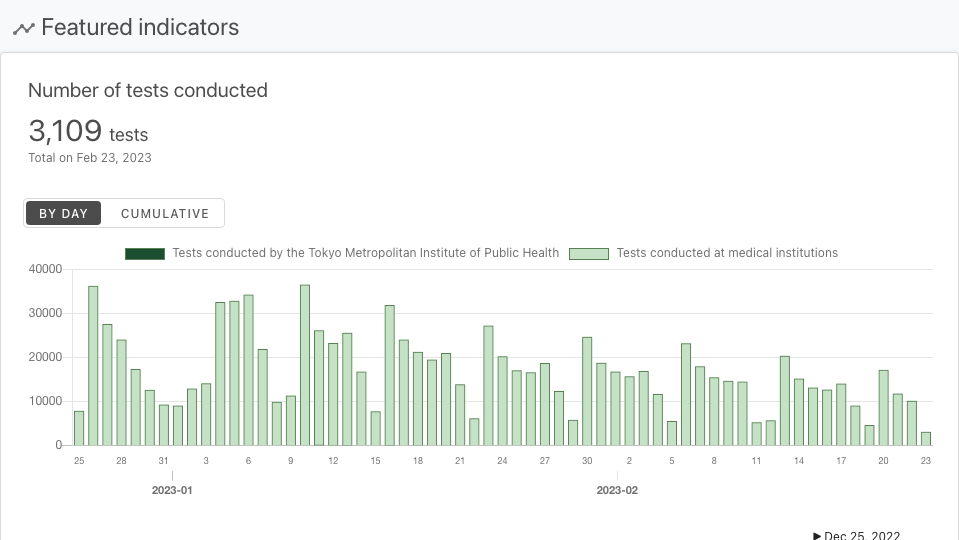 Featured indicators
Number of tests conducted
3,109 tests
Total on Feb 23, 2023
BY DAY CUMULATIVE
Tests conducted by the Tokyo Metropolitan Institute of Public Health Tests conducted at medical institutions
40000
30000
20000
10000
0
25 28 31 3 6 9 12 15 18 21 24 27 30 2 5 8 11 14 17 20 23
2023-01 2023-02
Dec 25, 2022